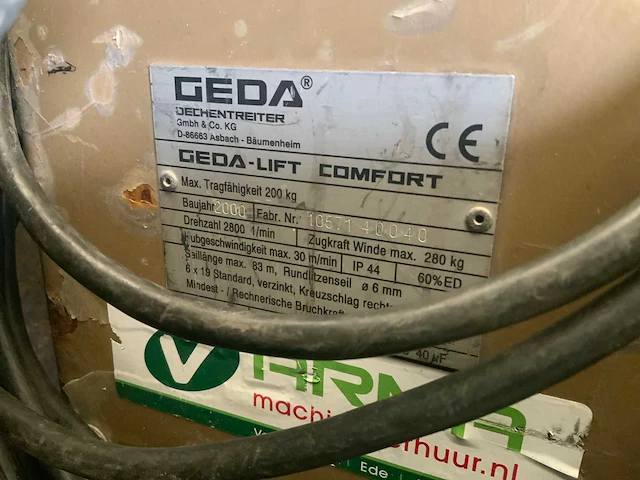 GEDA®
DECHENTREITER
GmbH & Co. KG
D-86663 Asbach - Bäumenheim
CE
GEDA-LIFT COMFORT
Max. Tragfähigkeit 200 kg
Baujahr 2000 Fabr. Nr. 10571 40040
Drehzahl 2800 1/min Zugkraft Winde max. 280 kg
Hubgeschwindigkeit max. 30 m/min IP 44 60%ED
Seillänge max. 83 m, Rundlitzenseil ø 6 mm
6 x 19 Standard, verzinkt, Kreuzschlag
Mindest - / Rechnerische
40 µF
V
machi huur.nl
Ede